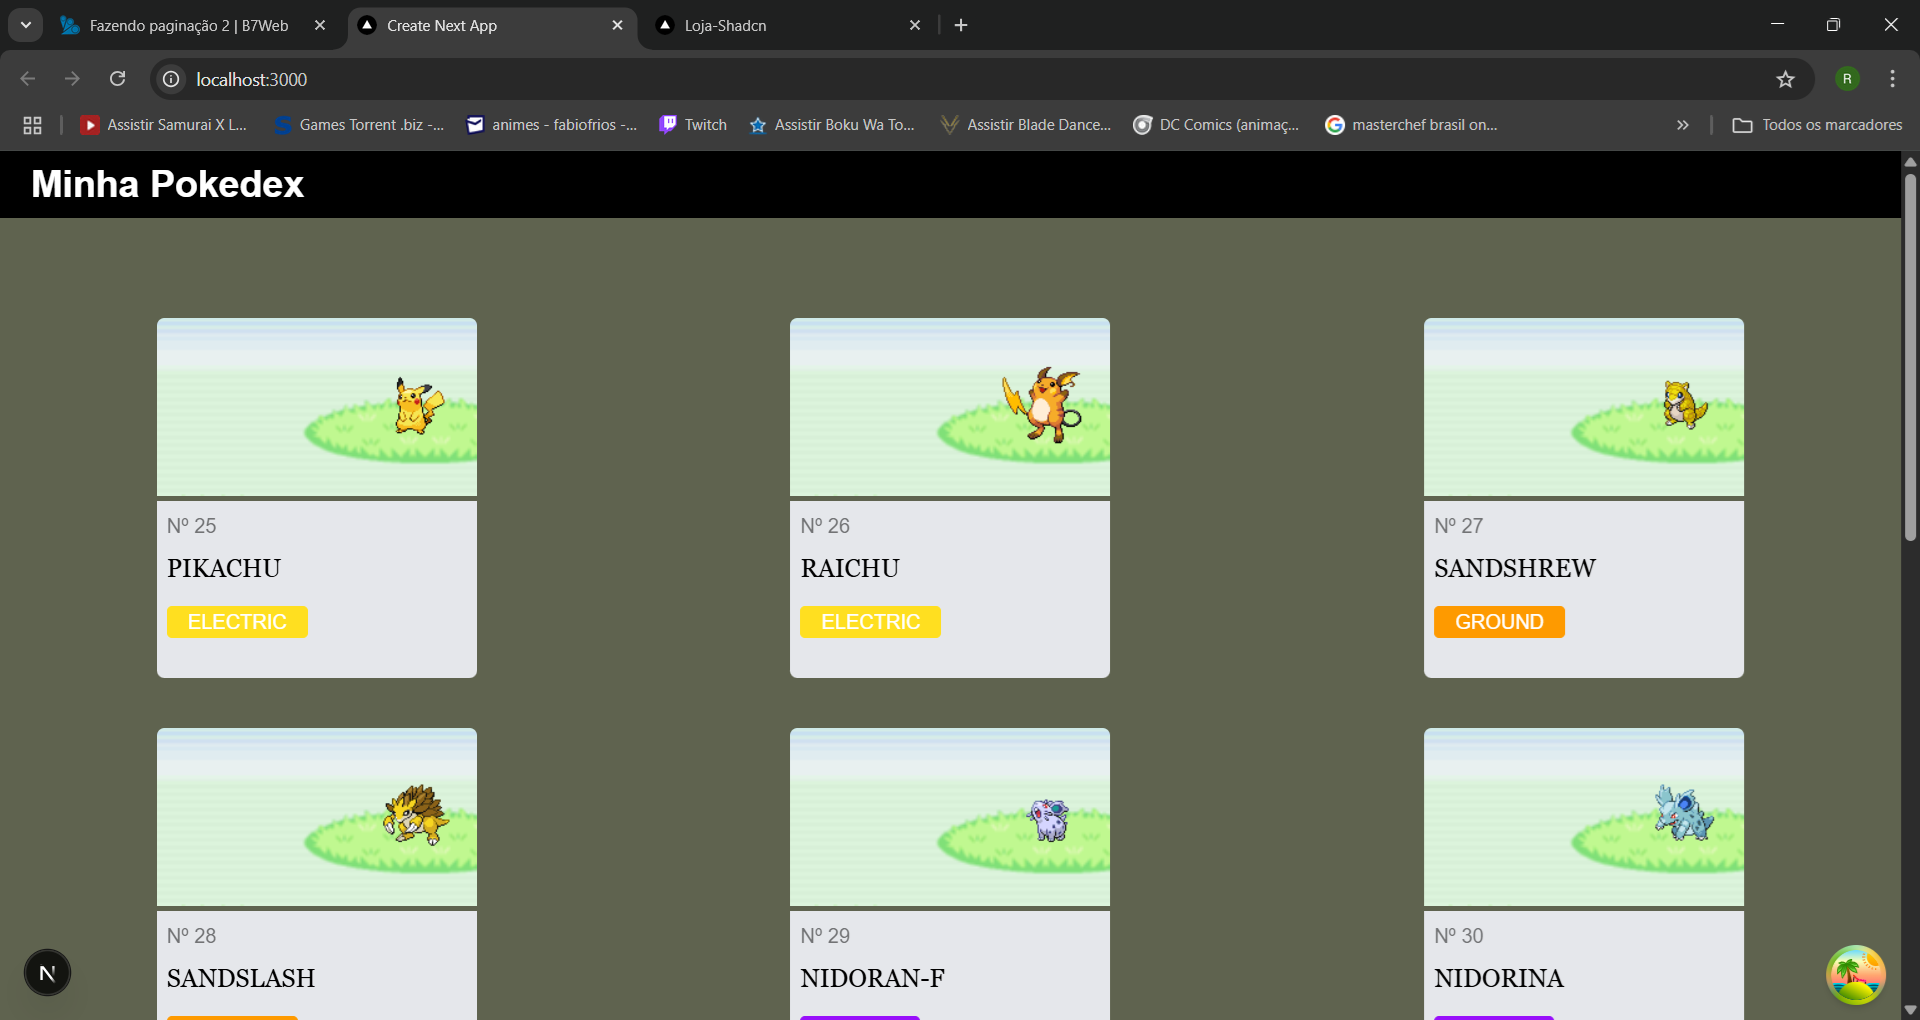 Fazendo paginação 2 | B7Web
Create Next App
Loja-Shadcn
localhost:3000
R
Assistir Samurai X L...
Games Torrent .biz -...
animes - fabiofrios -...
Twitch
Assistir Boku Wa To...
Assistir Blade Dance...
DC Comics (animaç...
masterchef brasil on...
Todos os marcadores
Minha Pokedex
Nº 25
PIKACHU
ELECTRIC
Nº 26
RAICHU
ELECTRIC
Nº 27
SANDSHREW
GROUND
Nº 28
SANDSLASH
Nº 29
NIDORAN-F
Nº 30
NIDORINA
N